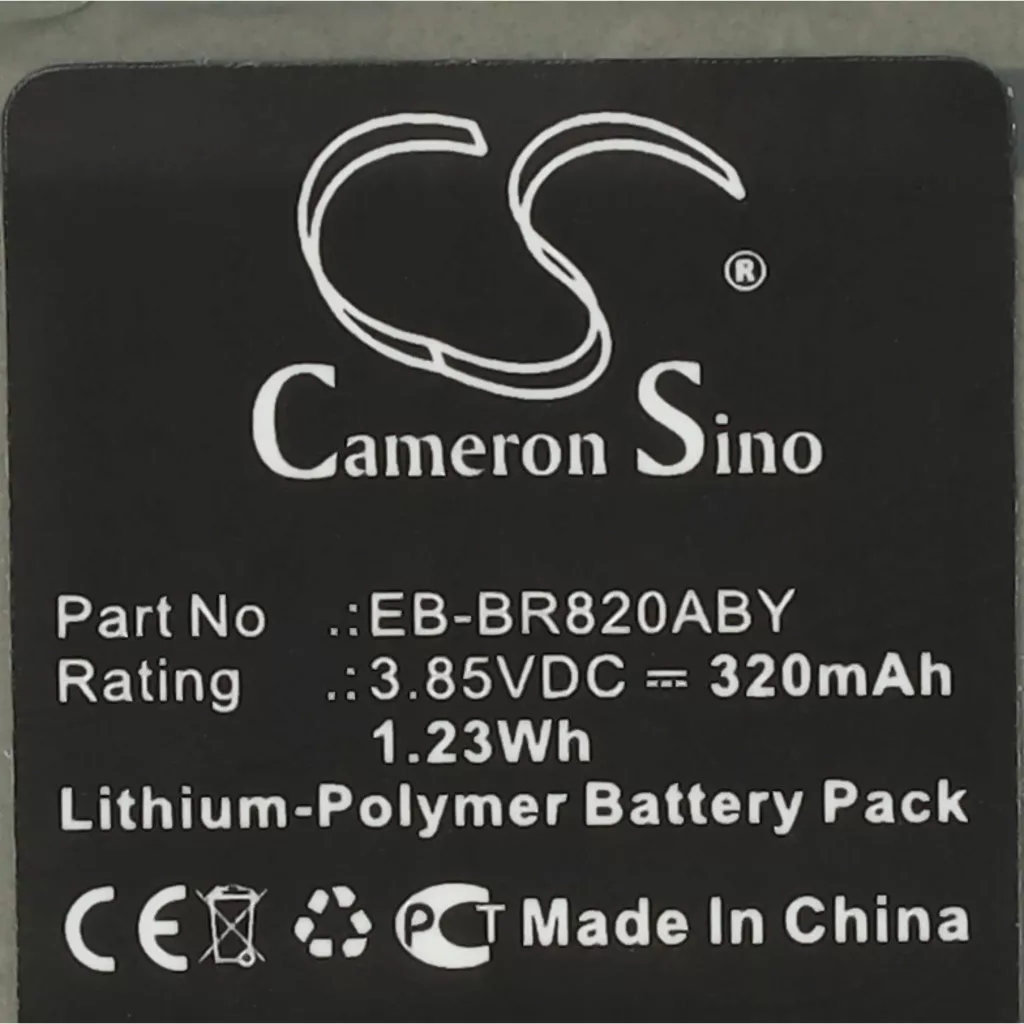 CS
®
Cameron Sino
Part No .:EB-BR820ABY
Rating .:3.85VDC ⎓ 320mAh
1.23Wh
Lithium-Polymer Battery Pack
CE PCT Made In China